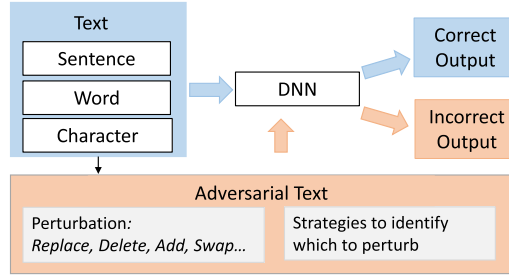 Text
Sentence
Word
Character
DNN
Correct
Output
Incorrect
Output
Adversarial Text
Perturbation:
Replace, Delete, Add, Swap...
Strategies to identify
which to perturb